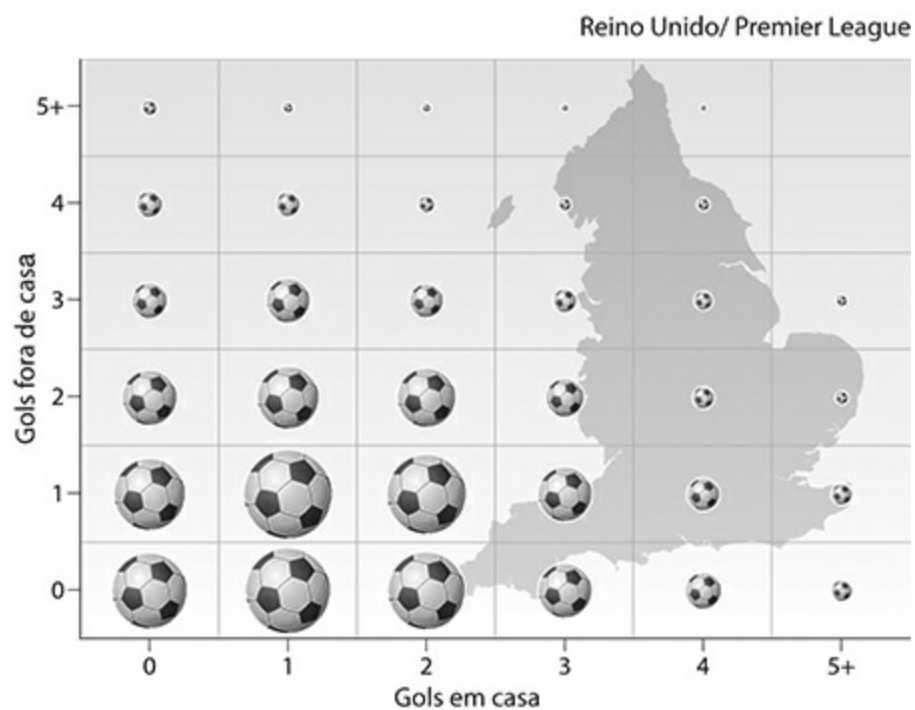 Reino Unido/ Premier League
Gols fora de casa
5+
4
3
2
1
0
0 1 2 3 4 5+
Gols em casa